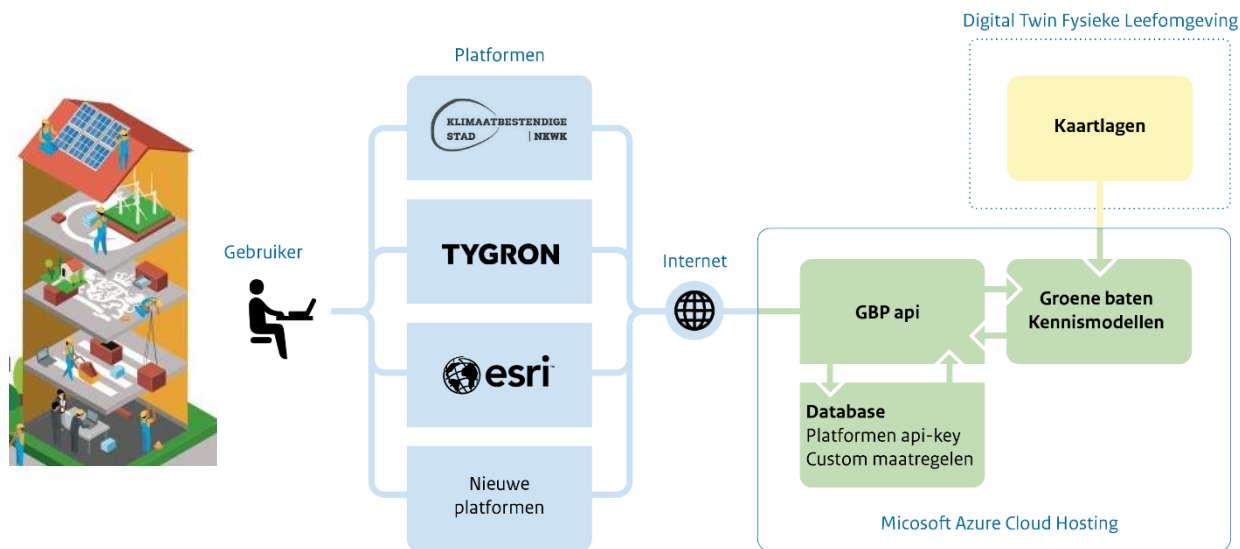 Digital Twin Fysieke Leefomgeving
Platformen
KLIMAATBESTENDIGE
STAD | NKWK
Kaartlagen
TYGRON
Gebruiker
Internet
GBP api
Groene baten
Kennismodellen
esri™
Database
Platformen api-key
Custom maatregelen
Nieuwe
platformen
Micosoft Azure Cloud Hosting